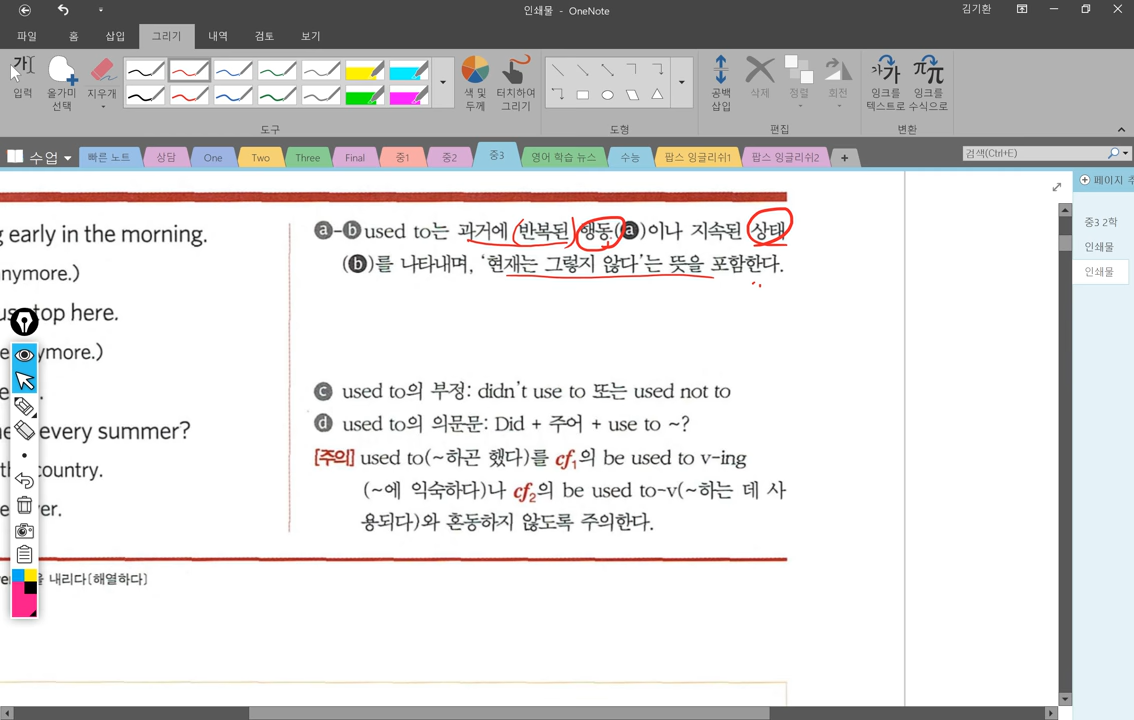 인쇄물 - OneNote
김기환
파일 홈 삽입 그리기 내역 검토 보기
입력
올가미 선택
지우개
색 및 두께
터치하여 그리기
공백 삽입
삭제
정렬
회전
잉크를 텍스트로
잉크를 수식으로
도구 도형 편집 변환
수업 빠른 노트 상담 One Two Three Final 중1 중2 중3 영어 학습 뉴스 수능 팝스 잉글리쉬1 팝스 잉글리쉬2
검색(Ctrl+E)
페이지
중3 2학
인쇄물
인쇄물
g early in the morning.
anymore.)
top here.
ymore.)
every summer?
country.
내리다[해열하다]
ⓐ-ⓑ used to는 과거에 반복된 행동(ⓐ)이나 지속된 상태
(ⓑ)를 나타내며, ‘현재는 그렇지 않다’는 뜻을 포함한다.
ⓒ used to의 부정: didn’t use to 또는 used not to
ⓓ used to의 의문문: Did + 주어 + use to ~?
[주의] used to(~하곤 했다)를 cf1의 be used to v-ing
(~에 익숙하다)나 cf2의 be used to-v(~하는 데 사
용되다)와 혼동하지 않도록 주의한다.